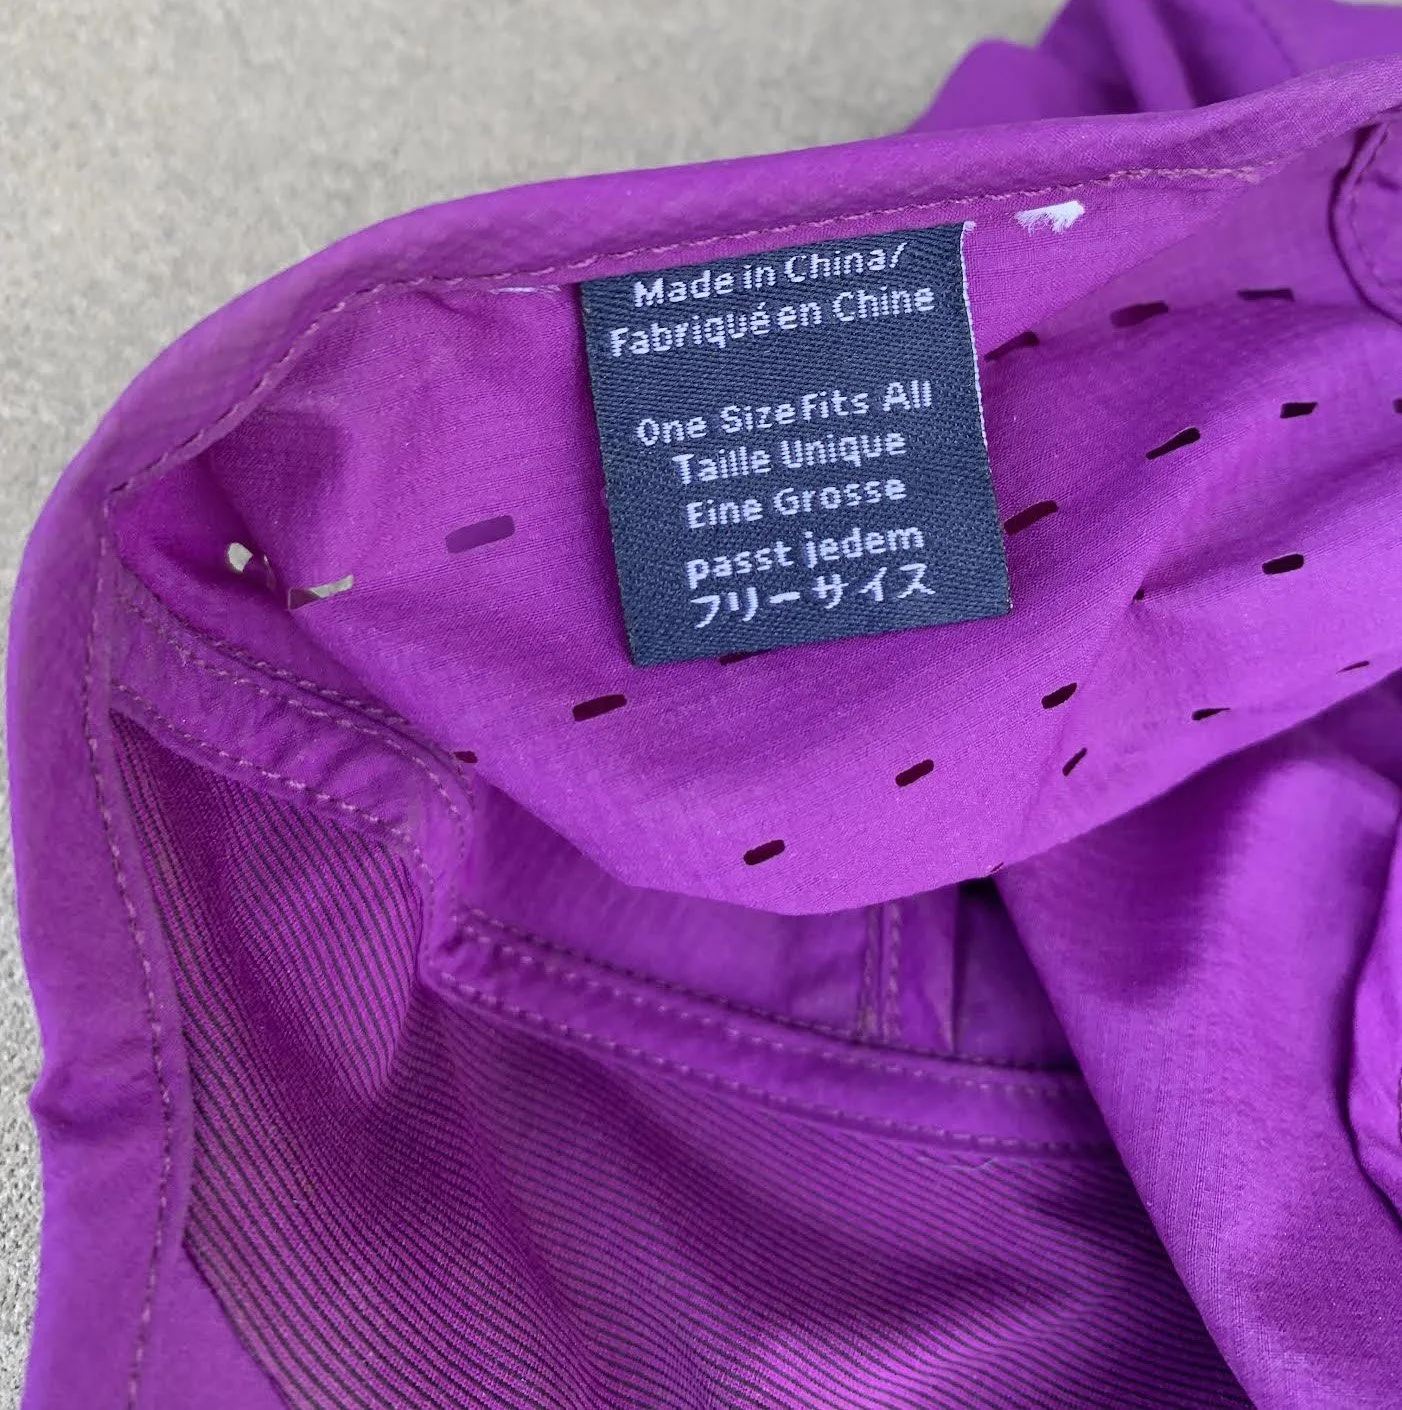 Made in China/
Fabriqué en Chine
One Size Fits All
Taille Unique
Eine Grosse
passt jedem
フリーサイズ